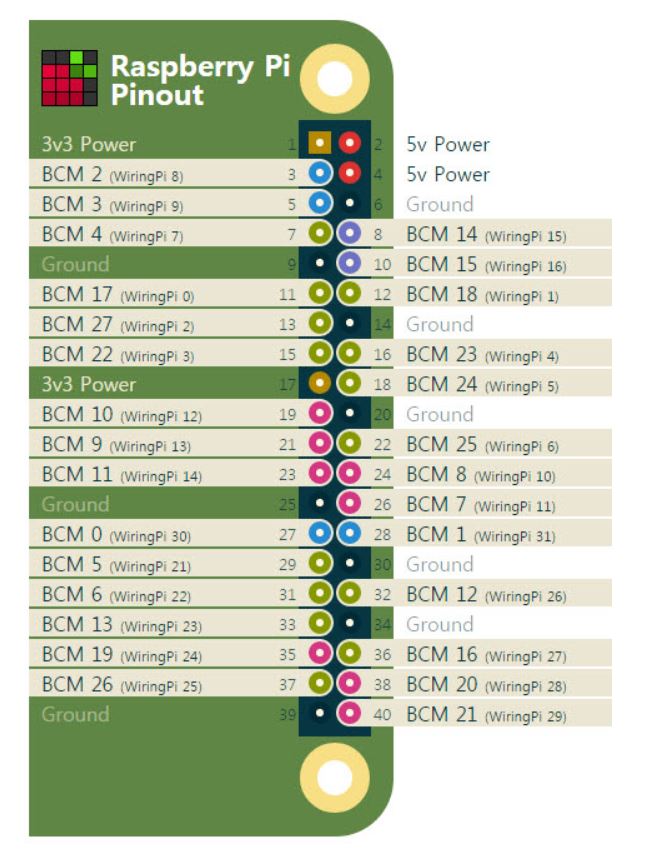 Raspberry Pi
Pinout
3v3 Power 1 2 5v Power
BCM 2 (WiringPi 8) 3 4 5v Power
BCM 3 (WiringPi 9) 5 6 Ground
BCM 4 (WiringPi 7) 7 8 BCM 14 (WiringPi 15)
Ground 9 10 BCM 15 (WiringPi 16)
BCM 17 (WiringPi 0) 11 12 BCM 18 (WiringPi 1)
BCM 27 (WiringPi 2) 13 14 Ground
BCM 22 (WiringPi 3) 15 16 BCM 23 (WiringPi 4)
3v3 Power 17 18 BCM 24 (WiringPi 5)
BCM 10 (WiringPi 12) 19 20 Ground
BCM 9 (WiringPi 13) 21 22 BCM 25 (WiringPi 6)
BCM 11 (WiringPi 14) 23 24 BCM 8 (WiringPi 10)
Ground 25 26 BCM 7 (WiringPi 11)
BCM 0 (WiringPi 30) 27 28 BCM 1 (WiringPi 31)
BCM 5 (WiringPi 21) 29 30 Ground
BCM 6 (WiringPi 22) 31 32 BCM 12 (WiringPi 26)
BCM 13 (WiringPi 23) 33 34 Ground
BCM 19 (WiringPi 24) 35 36 BCM 16 (WiringPi 27)
BCM 26 (WiringPi 25) 37 38 BCM 20 (WiringPi 28)
Ground 39 40 BCM 21 (WiringPi 29)